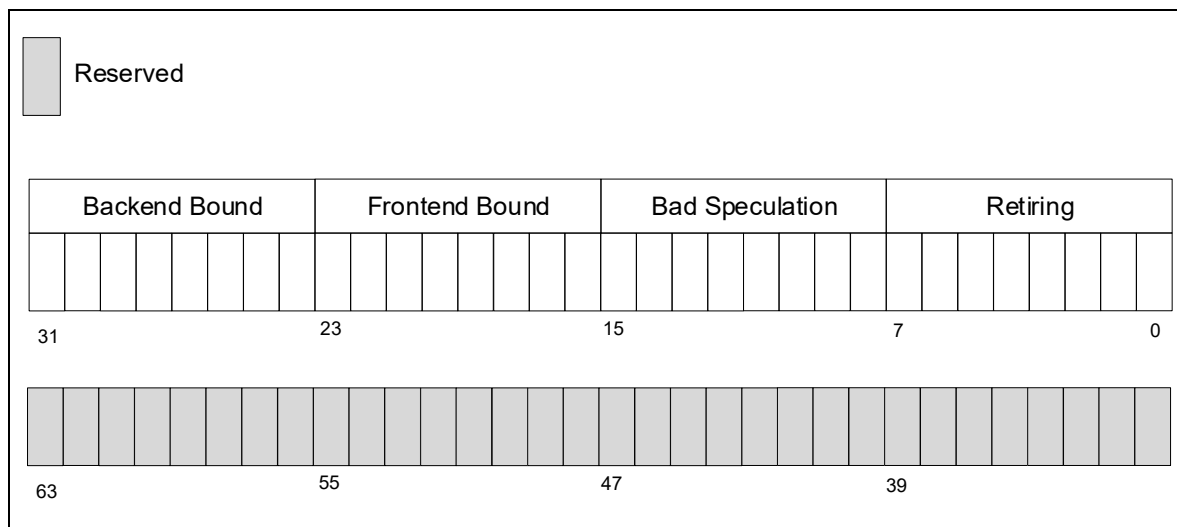 Reserved
Backend Bound Frontend Bound Bad Speculation Retiring
31 23 15 7 0
63 55 47 39